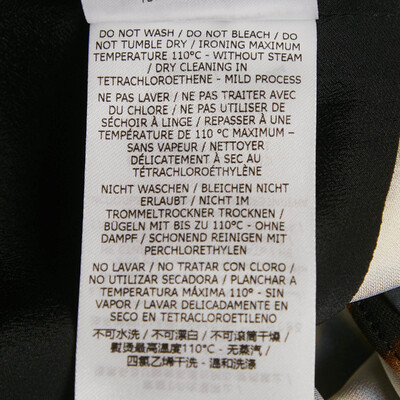 DO NOT WASH / DO NOT BLEACH / DO
NOT TUMBLE DRY / IRONING MAXIMUM
TEMPERATURE 110°C - WITHOUT STEAM
/ DRY CLEANING IN
TETRACHLOROETHENE - MILD PROCESS
NE PAS LAVER / NE PAS TRAITER AVEC
DU CHLORE / NE PAS UTILISER DE
SÉCHOIR À LINGE / REPASSER À UNE
TEMPÉRATURE DE 110 °C MAXIMUM –
SANS VAPEUR / NETTOYER
DÉLICATEMENT À SEC AU
TÉTRACHLOROÉTHYLÈNE
NICHT WASCHEN / BLEICHEN NICHT
ERLAUBT / NICHT IM
TROMMELTROCKNER TROCKNEN /
BÜGELN MIT BIS ZU 110°C - OHNE
DAMPF / SCHONEND REINIGEN MIT
PERCHLORETHYLEN
NO LAVAR / NO TRATAR CON CLORO /
NO UTILIZAR SECADORA / PLANCHAR A
TEMPERATURA MÁXIMA 110° - SIN
VAPOR / LAVAR DELICADAMENTE EN
SECO EN TETRACLOROETILENO
不可水洗 / 不可漂白 / 不可滾筒干燥 /
熨燙最高温度110°C - 无蒸汽 /
四氯乙烯干洗 - 温和洗涤